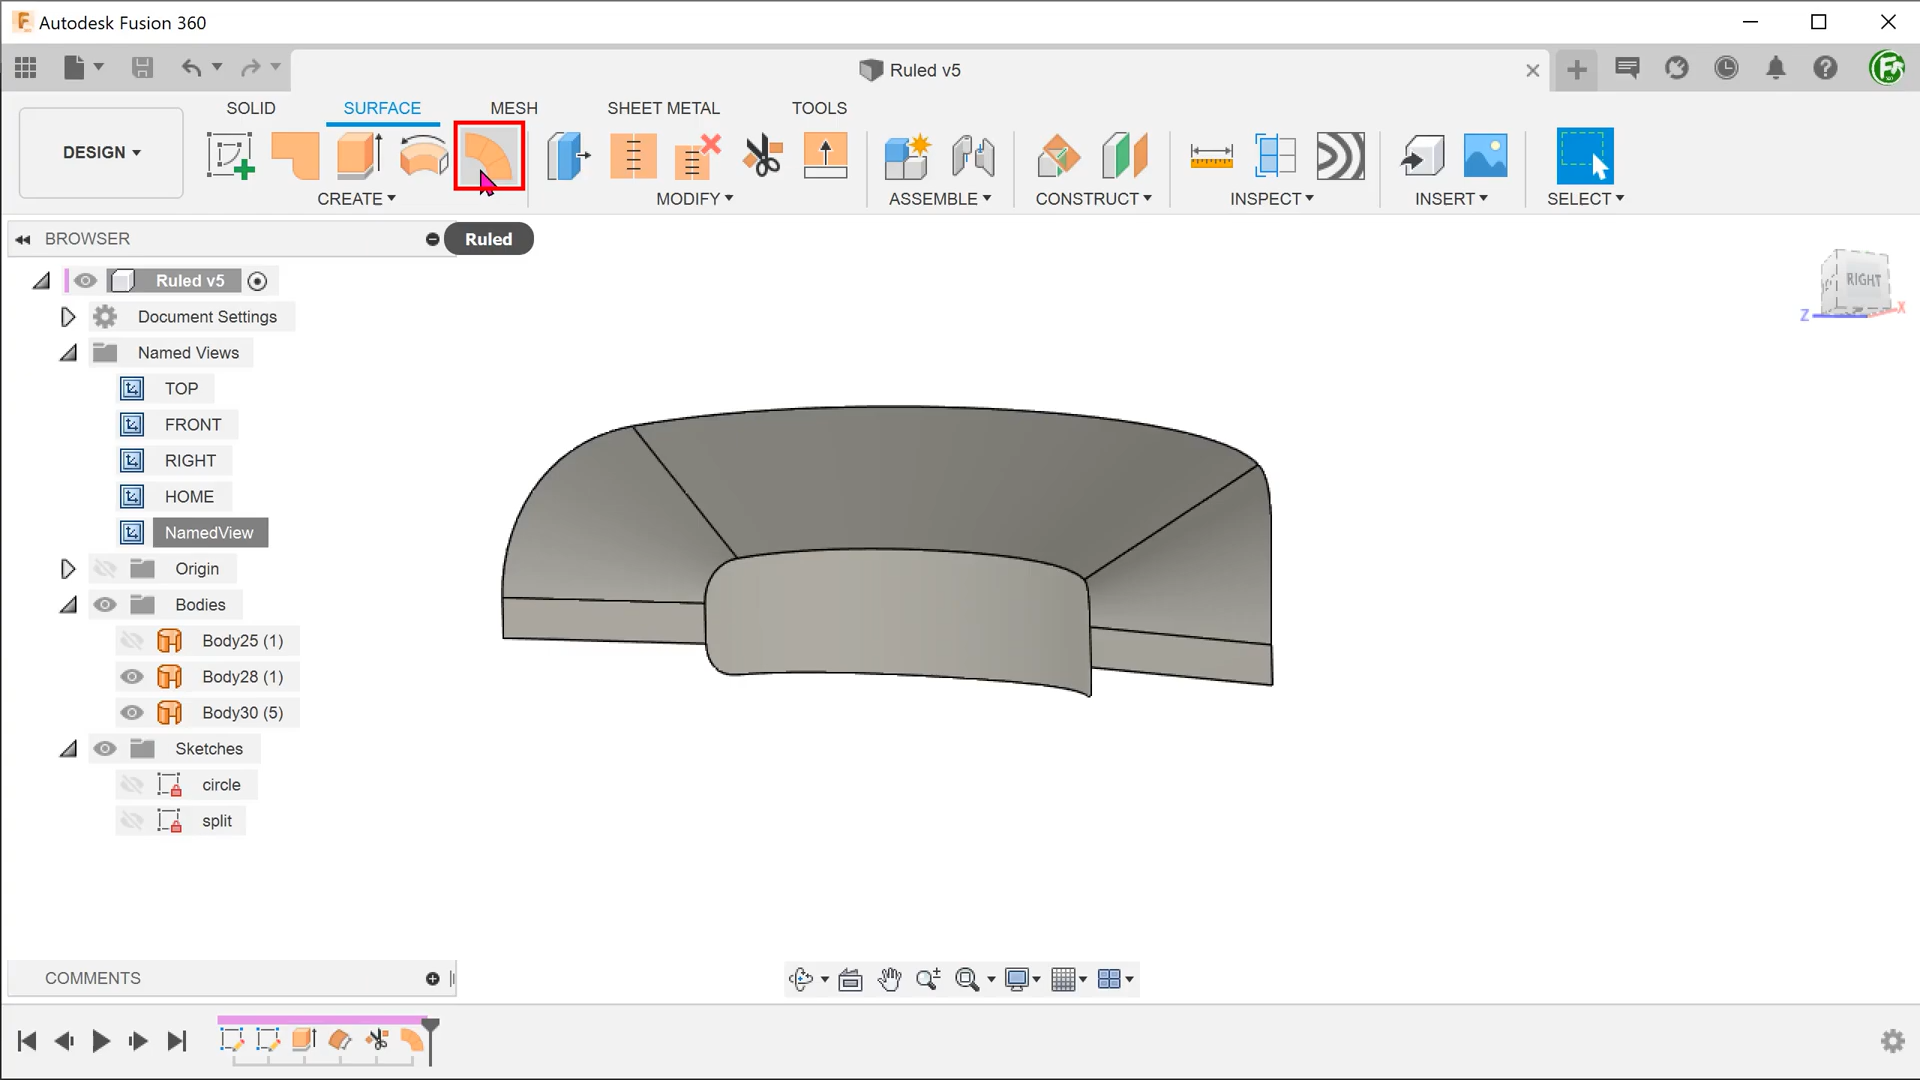 Autodesk Fusion 360
Ruled v5
SOLID
SURFACE
MESH
SHEET METAL
TOOLS
DESIGN
CREATE
MODIFY
ASSEMBLE
CONSTRUCT
INSPECT
INSERT
SELECT
BROWSER
Ruled
Ruled v5
Document Settings
Named Views
TOP
FRONT
RIGHT
HOME
NamedView
Origin
Bodies
Body25 (1)
Body28 (1)
Body30 (5)
Sketches
circle
split
RIGHT
Z
X
COMMENTS